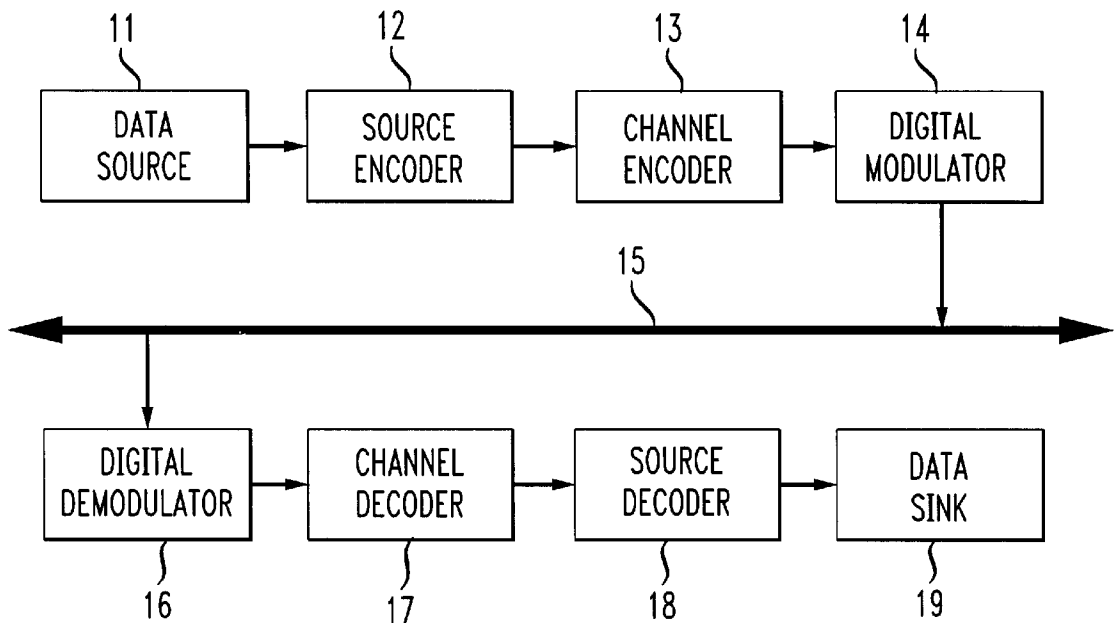 11
12
13
14
DATA
SOURCE
SOURCE
ENCODER
CHANNEL
ENCODER
DIGITAL
MODULATOR
15
DIGITAL
DEMODULATOR
CHANNEL
DECODER
SOURCE
DECODER
DATA
SINK
16
17
18
19